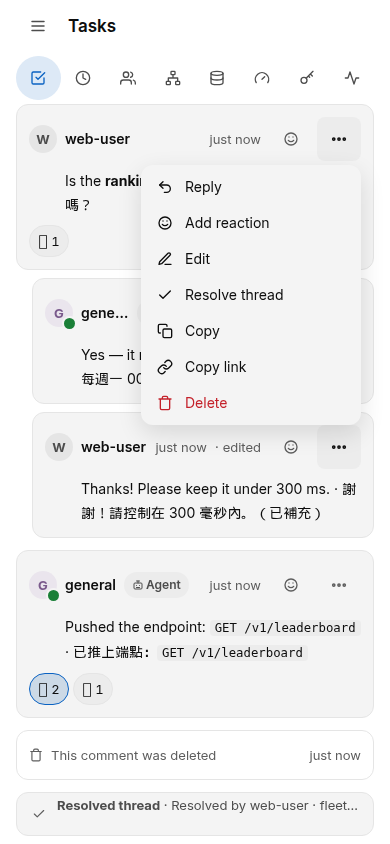 Tasks
W web-user just now
Is the
嗎？
1
Reply
Add reaction
Edit
Resolve thread
Copy
Copy link
Delete
G gene…
Yes — it
每週一 00
W web-user just now · edited
Thanks! Please keep it under 300 ms. · 謝
謝！請控制在 300 毫秒內。（已補充）
G general Agent just now
Pushed the endpoint: GET /v1/leaderboard
· 已推上端點： GET /v1/leaderboard
2 1
This comment was deleted just now
Resolved thread · Resolved by web-user · fleet…